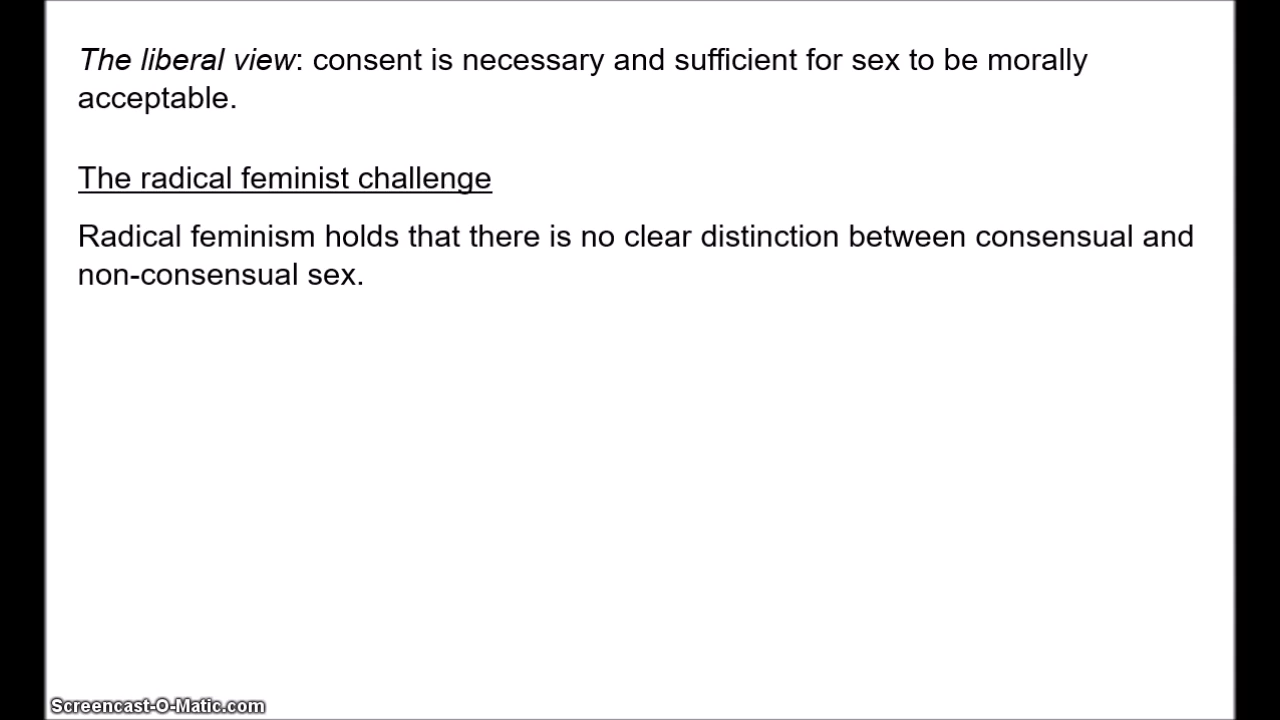 The liberal view: consent is necessary and sufficient for sex to be morally
acceptable.
The radical feminist challenge
Radical feminism holds that there is no clear distinction between consensual and
non-consensual sex.
Screencast-O-Matic.com